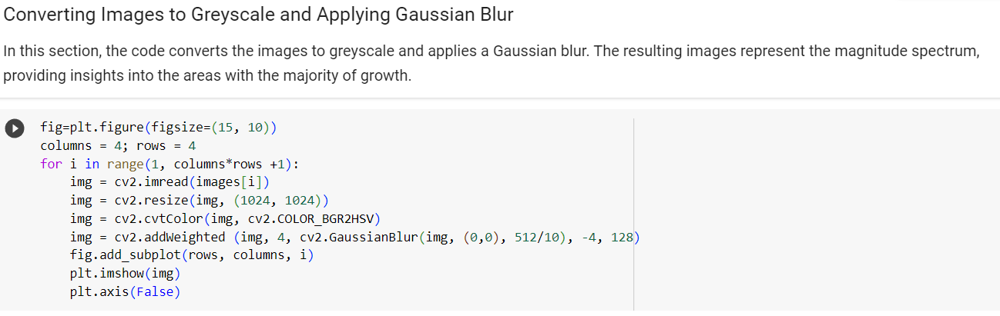 Converting Images to Greyscale and Applying Gaussian Blur
In this section, the code converts the images to greyscale and applies a Gaussian blur. The resulting images represent the magnitude spectrum,
providing insights into the areas with the majority of growth.
fig=plt.figure(figsize=(15, 10))
columns = 4; rows = 4
for i in range(1, columns*rows +1):
    img = cv2.imread(images[i])
    img = cv2.resize(img, (1024, 1024))
    img = cv2.cvtColor(img, cv2.COLOR_BGR2HSV)
    img = cv2.addWeighted (img, 4, cv2.GaussianBlur(img, (0,0), 512/10), -4, 128)
    fig.add_subplot(rows, columns, i)
    plt.imshow(img)
    plt.axis(False)